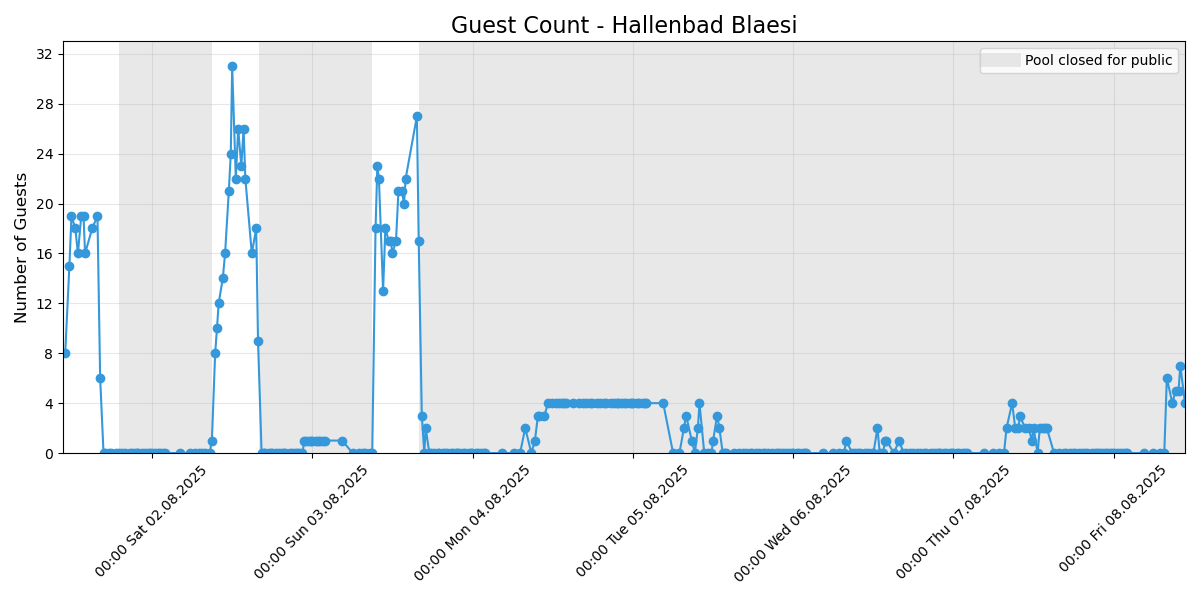 Guest Count - Hallenbad Blaesi
Pool closed for public
Number of Guests
32
28
24
20
16
12
8
4
0
00:00 Sat 02.08.2025
00:00 Sun 03.08.2025
00:00 Mon 04.08.2025
00:00 Tue 05.08.2025
00:00 Wed 06.08.2025
00:00 Thu 07.08.2025
00:00 Fri 08.08.2025